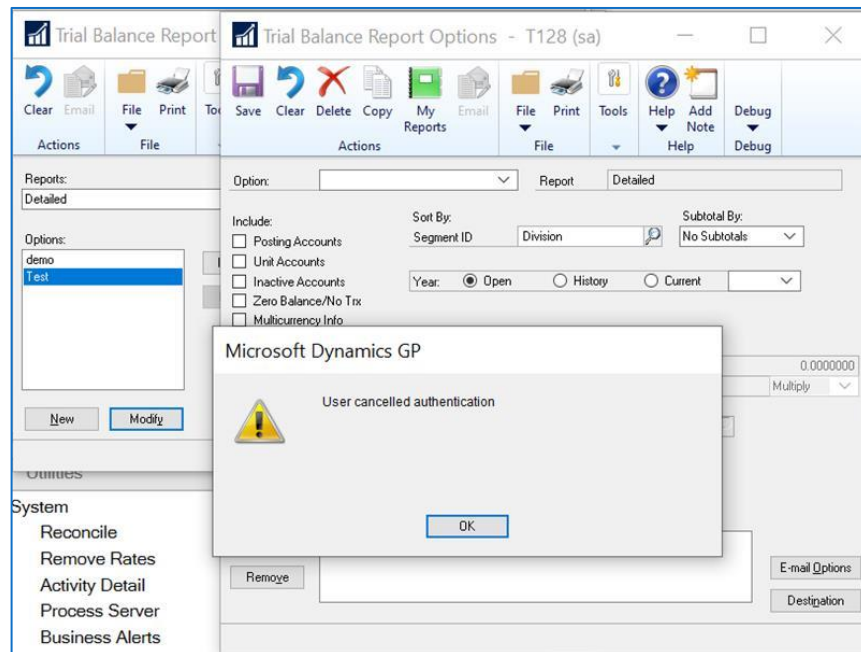 Trial Balance Report
Clear Email File Print
Actions File
Reports:
Detailed
Options:
demo
Test
New Modify
Trial Balance Report Options - T128 (sa)
Save Clear Delete Copy My Reports Email File Print Tools Help Add Note Debug
Actions File Help Debug
Option: Report Detailed
Include: Sort By: Subtotal By:
Posting Accounts Segment ID Division No Subtotals
Unit Accounts
Inactive Accounts Year: Open History Current
Zero Balance/No Trx
Multicurrency Info
0.0000000
Multiply
Microsoft Dynamics GP
User cancelled authentication
OK
Remove
E-mail Options
Destination
System
Reconcile
Remove Rates
Activity Detail
Process Server
Business Alerts